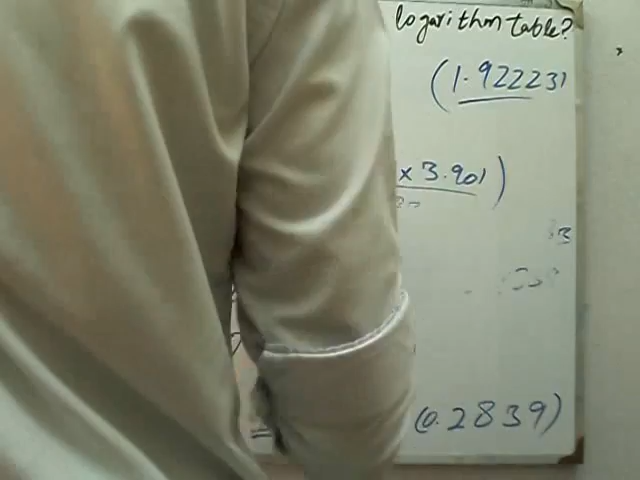 logarithm table?
(1.922231
× 3.901)
(0.2839)